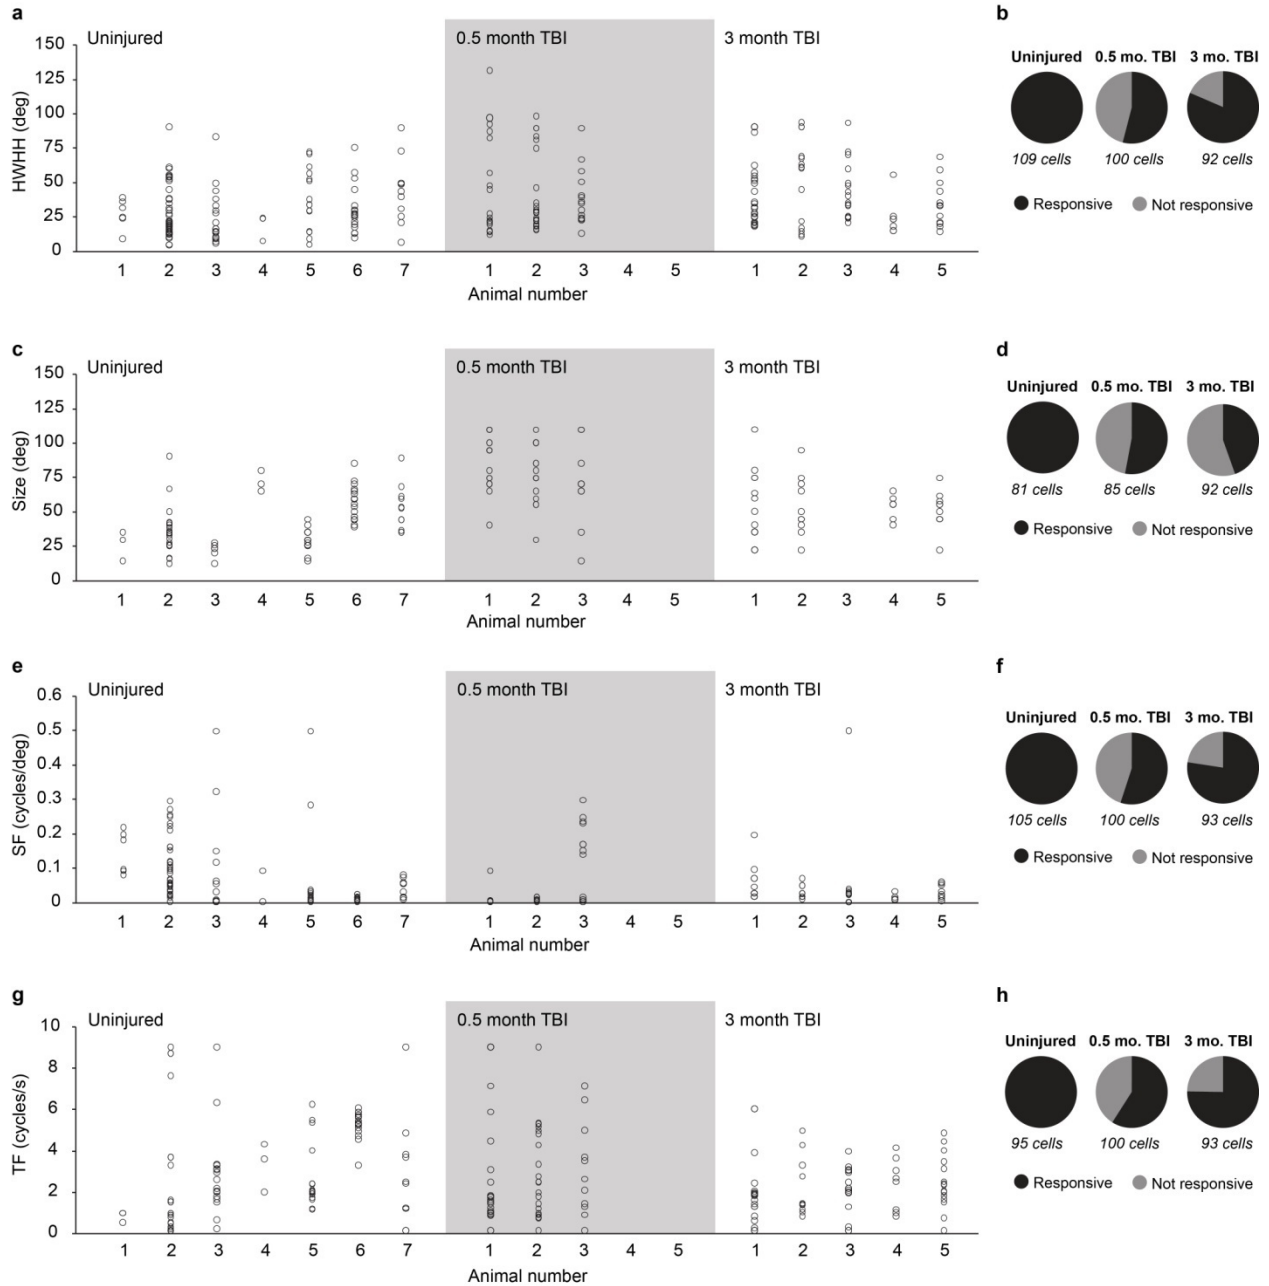 a
Uninjured
0.5 month TBI
3 month TBI
150
125
100
75
50
25
0
HWHH (deg)
1 2 3 4 5 6 7 1 2 3 4 5 1 2 3 4 5
Animal number
b
Uninjured 0.5 mo. TBI 3 mo. TBI
109 cells 100 cells 92 cells
Responsive Not responsive
c
Uninjured
0.5 month TBI
3 month TBI
150
125
100
75
50
25
0
Size (deg)
1 2 3 4 5 6 7 1 2 3 4 5 1 2 3 4 5
Animal number
d
Uninjured 0.5 mo. TBI 3 mo. TBI
81 cells 85 cells 92 cells
Responsive Not responsive
e
Uninjured
0.5 month TBI
3 month TBI
0.6
0.5
0.4
0.3
0.2
0.1
0
SF (cycles/deg)
1 2 3 4 5 6 7 1 2 3 4 5 1 2 3 4 5
Animal number
f
Uninjured 0.5 mo. TBI 3 mo. TBI
105 cells 100 cells 93 cells
Responsive Not responsive
g
Uninjured
0.5 month TBI
3 month TBI
10
8
6
4
2
0
TF (cycles/s)
1 2 3 4 5 6 7 1 2 3 4 5 1 2 3 4 5
Animal number
h
Uninjured 0.5 mo. TBI 3 mo. TBI
95 cells 100 cells 93 cells
Responsive Not responsive